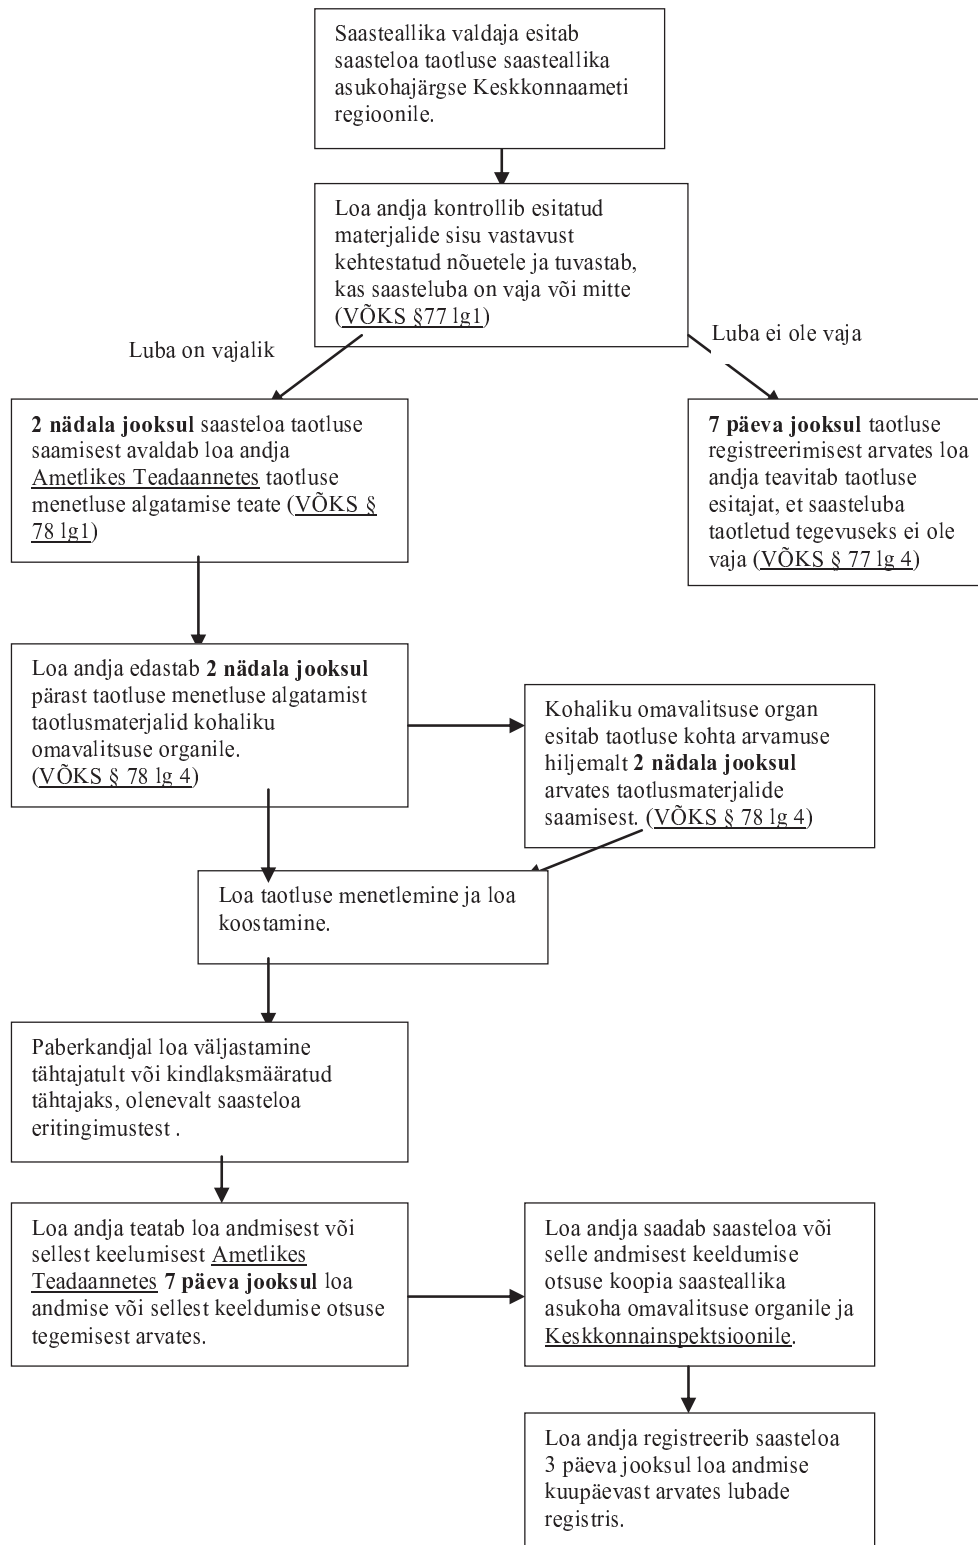 Saasteallika valdaja esitab
saasteloa taotluse saasteallika
asukohajärgse Keskkonnaameti
regioonile.
Loa andja kontrollib esitatud
materjalide sisu vastavust
kehtestatud nõuetele ja tuvastab,
kas saasteluba on vaja või mitte
(VÕKS §77 lg1)
Luba on vajalik
Luba ei ole vaja
2 nädala jooksul saasteloa taotluse
saamisest avaldab loa andja
Ametlikes Teadaannetes taotluse
menetluse algatamise teate (VÕKS §
78 lg1)
7 päeva jooksul taotluse
registreerimisest arvates loa
andja teavitab taotluse
esitajat, et saasteluba
taotletud tegevuseks ei ole
vaja (VÕKS § 77 lg 4)
Loa andja edastab 2 nädala jooksul
pärast taotluse menetluse algatamist
taotlusmaterjalid kohaliku
omavalitsuse organile.
(VÕKS § 78 lg 4)
Kohaliku omavalitsuse organ
esitab taotluse kohta arvamuse
hiljemalt 2 nädala jooksul
arvates taotlusmaterjalide
saamisest. (VÕKS § 78 lg 4)
Loa taotluse menetlemine ja loa
koostamine.
Paberkandjal loa väljastamine
tähtajatult või kindlaksmääratud
tähtajaks, olenevalt saasteloa
eritingimustest .
Loa andja teatab loa andmisest või
sellest keelumisest Ametlikes
Teadaannetes 7 päeva jooksul loa
andmise või sellest keeldumise otsuse
tegemisest arvates.
Loa andja saadab saasteloa või
selle andmisest keeldumise
otsuse koopia saasteallika
asukoha omavalitsuse organile ja
Keskkonnainspektsioonile.
Loa andja registreerib saasteloa
3 päeva jooksul loa andmise
kuupäevast arvates lubade
registris.